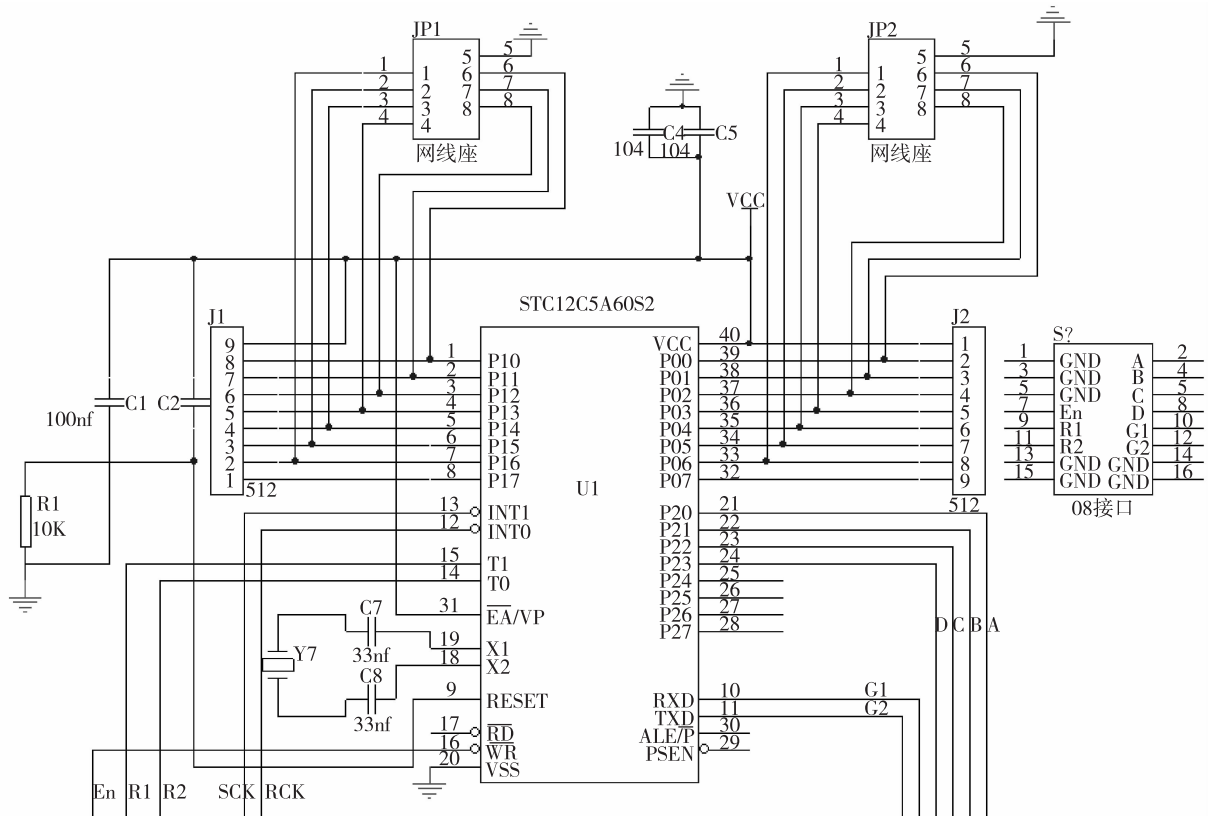 JP1
1
2
3
4
1
2
3
4
5
6
7
8
5
6
7
8
网线座
C4
C5
104
104
VCC
JP2
1
2
3
4
1
2
3
4
5
6
7
8
5
6
7
8
网线座
STC12C5A60S2
U1
J1
9
8
7
6
5
4
3
2
1
512
C1
100nf
C2
R1
10K
1 P10
2 P11
3 P12
4 P13
5 P14
6 P15
7 P16
8 P17
13 INT1
12 INT0
15 T1
14 T0
31 EA/VP
19 X1
18 X2
9 RESET
17 RD
16 WR
20 VSS
C7
33nf
Y7
C8
33nf
VCC 40
P00 39
P01 38
P02 37
P03 36
P04 35
P05 34
P06 33
P07 32
P20 21
P21 22
P22 23
P23 24
P24 25
P25 26
P26 27
P27 28
RXD 10 G1
TXD 11 G2
ALE/P 30
PSEN 29
J2
1
2
3
4
5
6
7
8
9
512
S?
1 GND A 2
3 GND B 4
5 GND C 5
7 En D 8
9 R1 G1 10
11 R2 G2 12
13 GND GND 14
15 GND GND 16
08接口
D C B A
En R1 R2 SCK RCK